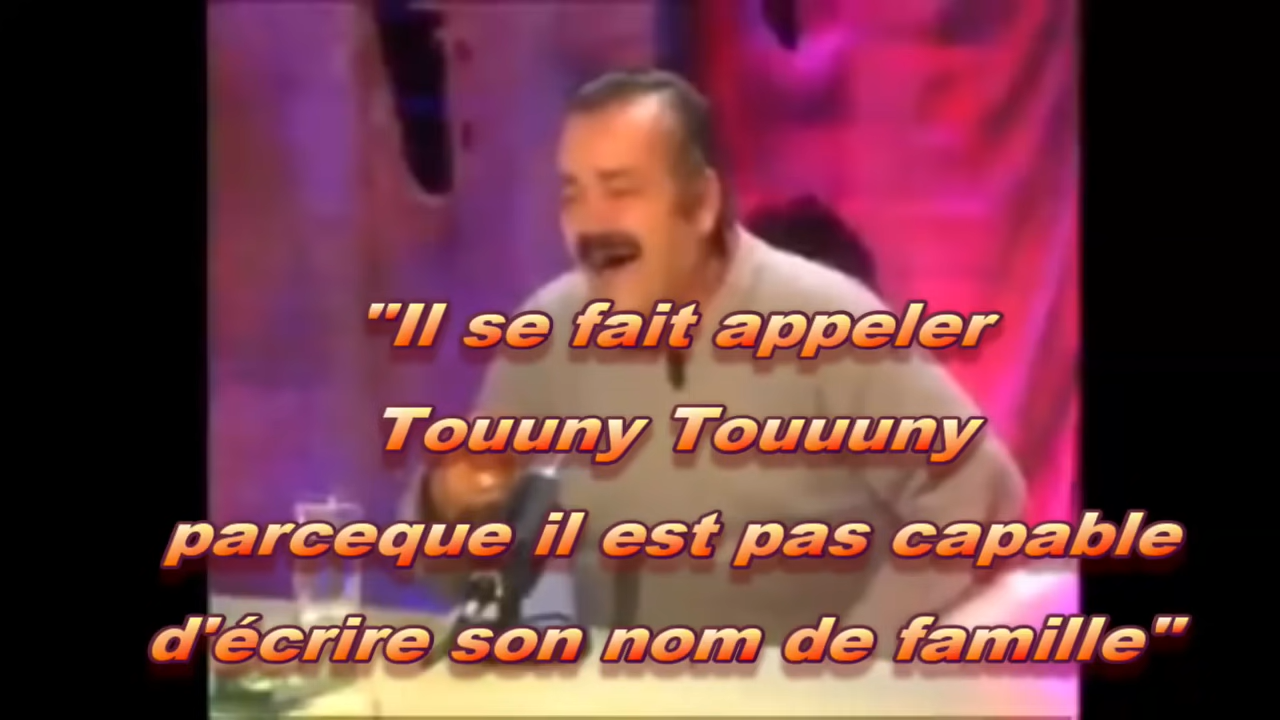 "Il se fait appeler
Touuny Touuuny
parceque il est pas capable
d'écrire son nom de famille"